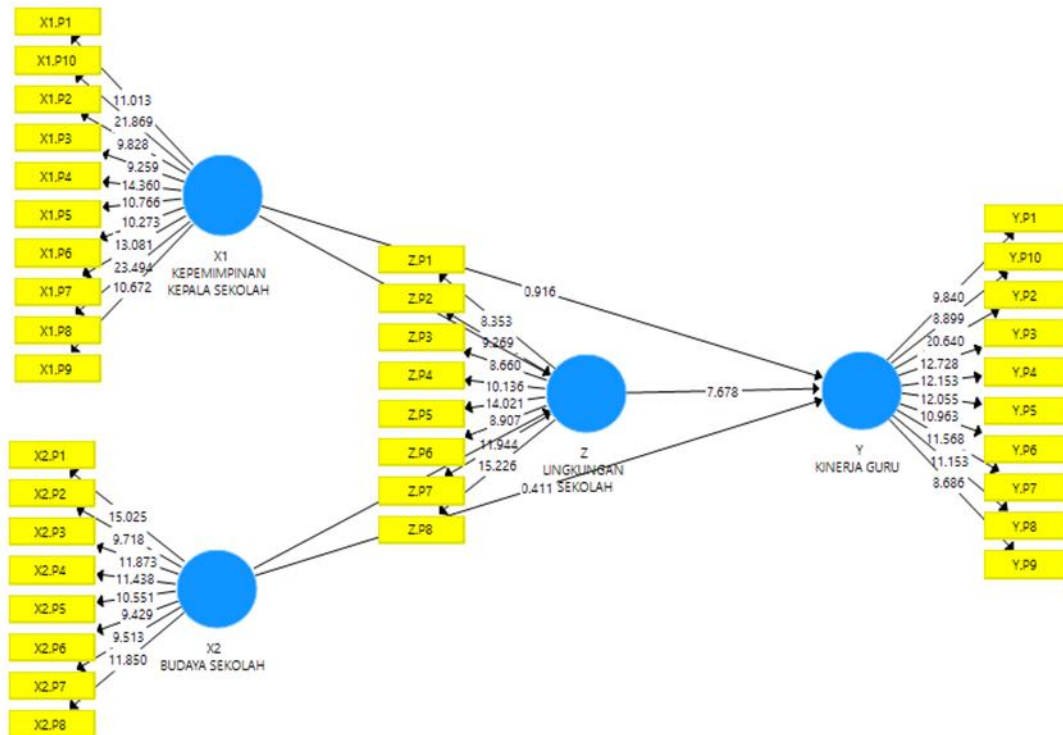 X1.P1
X1.P10
X1.P2
X1.P3
X1.P4
X1.P5
X1.P6
X1.P7
X1.P8
X1.P9
11.013
21.869
9.828
9.259
14.360
10.766
10.273
13.081
23.494
10.672
X1
KEPEMIMPINAN
KEPALA SEKOLAH
X2.P1
X2.P2
X2.P3
X2.P4
X2.P5
X2.P6
X2.P7
X2.P8
15.025
9.718
11.873
11.438
10.551
9.429
9.513
11.850
X2
BUDAYA SEKOLAH
Z.P1
Z.P2
Z.P3
Z.P4
Z.P5
Z.P6
Z.P7
Z.P8
8.353
9.269
8.660
10.136
14.021
8.907
11.944
15.226
Z
LINGKUNGAN
SEKOLAH
0.916
7.678
0.411
Y
KINERJA GURU
9.840
8.899
20.640
12.728
12.153
12.055
10.963
11.568
11.153
8.686
Y.P1
Y.P10
Y.P2
Y.P3
Y.P4
Y.P5
Y.P6
Y.P7
Y.P8
Y.P9